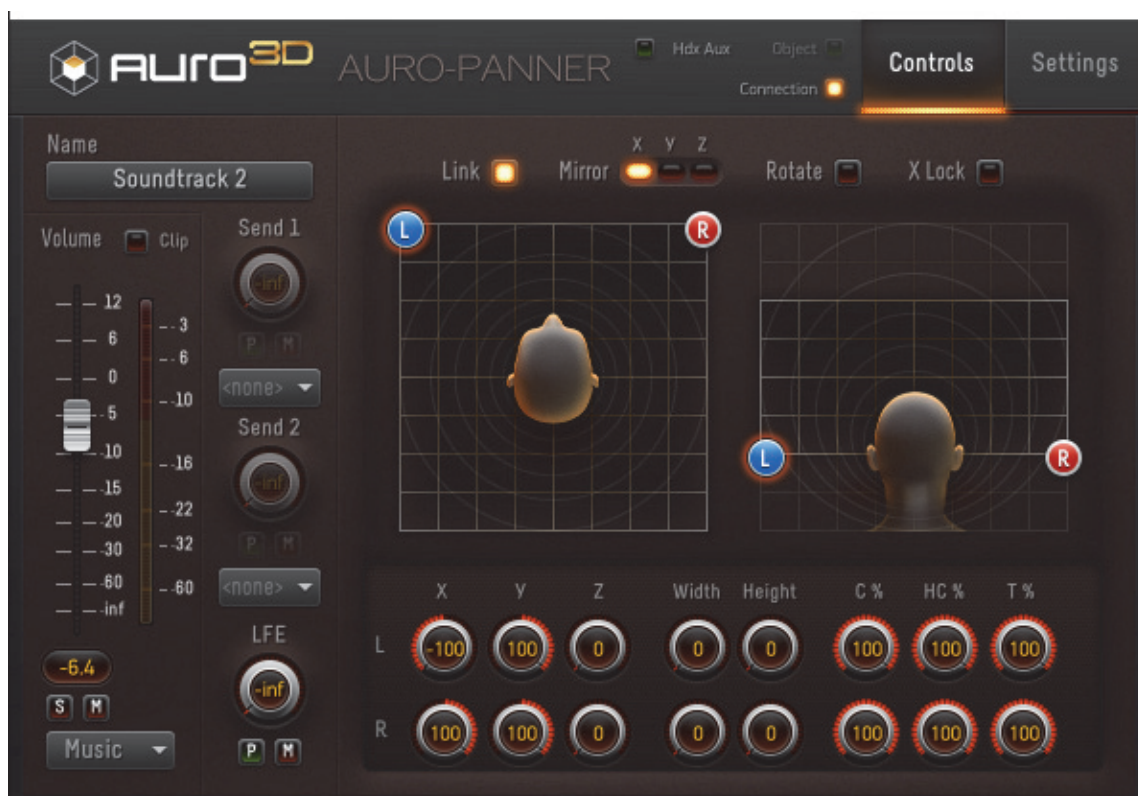 AURO 3D AURO-PANNER
Hdx Aux Object
Connection
Controls Settings
Name
Soundtrack 2
Link Mirror X Y Z Rotate X Lock
Volume Clip
12
6
0
-5
-10
-15
-20
-30
-60
-inf
-3
-6
-10
-16
-22
-32
-60
-6.4
S M
Music
Send 1
-inf
P M
<none>
Send 2
-inf
P M
<none>
LFE
-inf
P M
L R
L R
X Y Z Width Height C % HC % T %
L -100 100 0 0 0 100 100 100
R 100 100 0 0 0 100 100 100